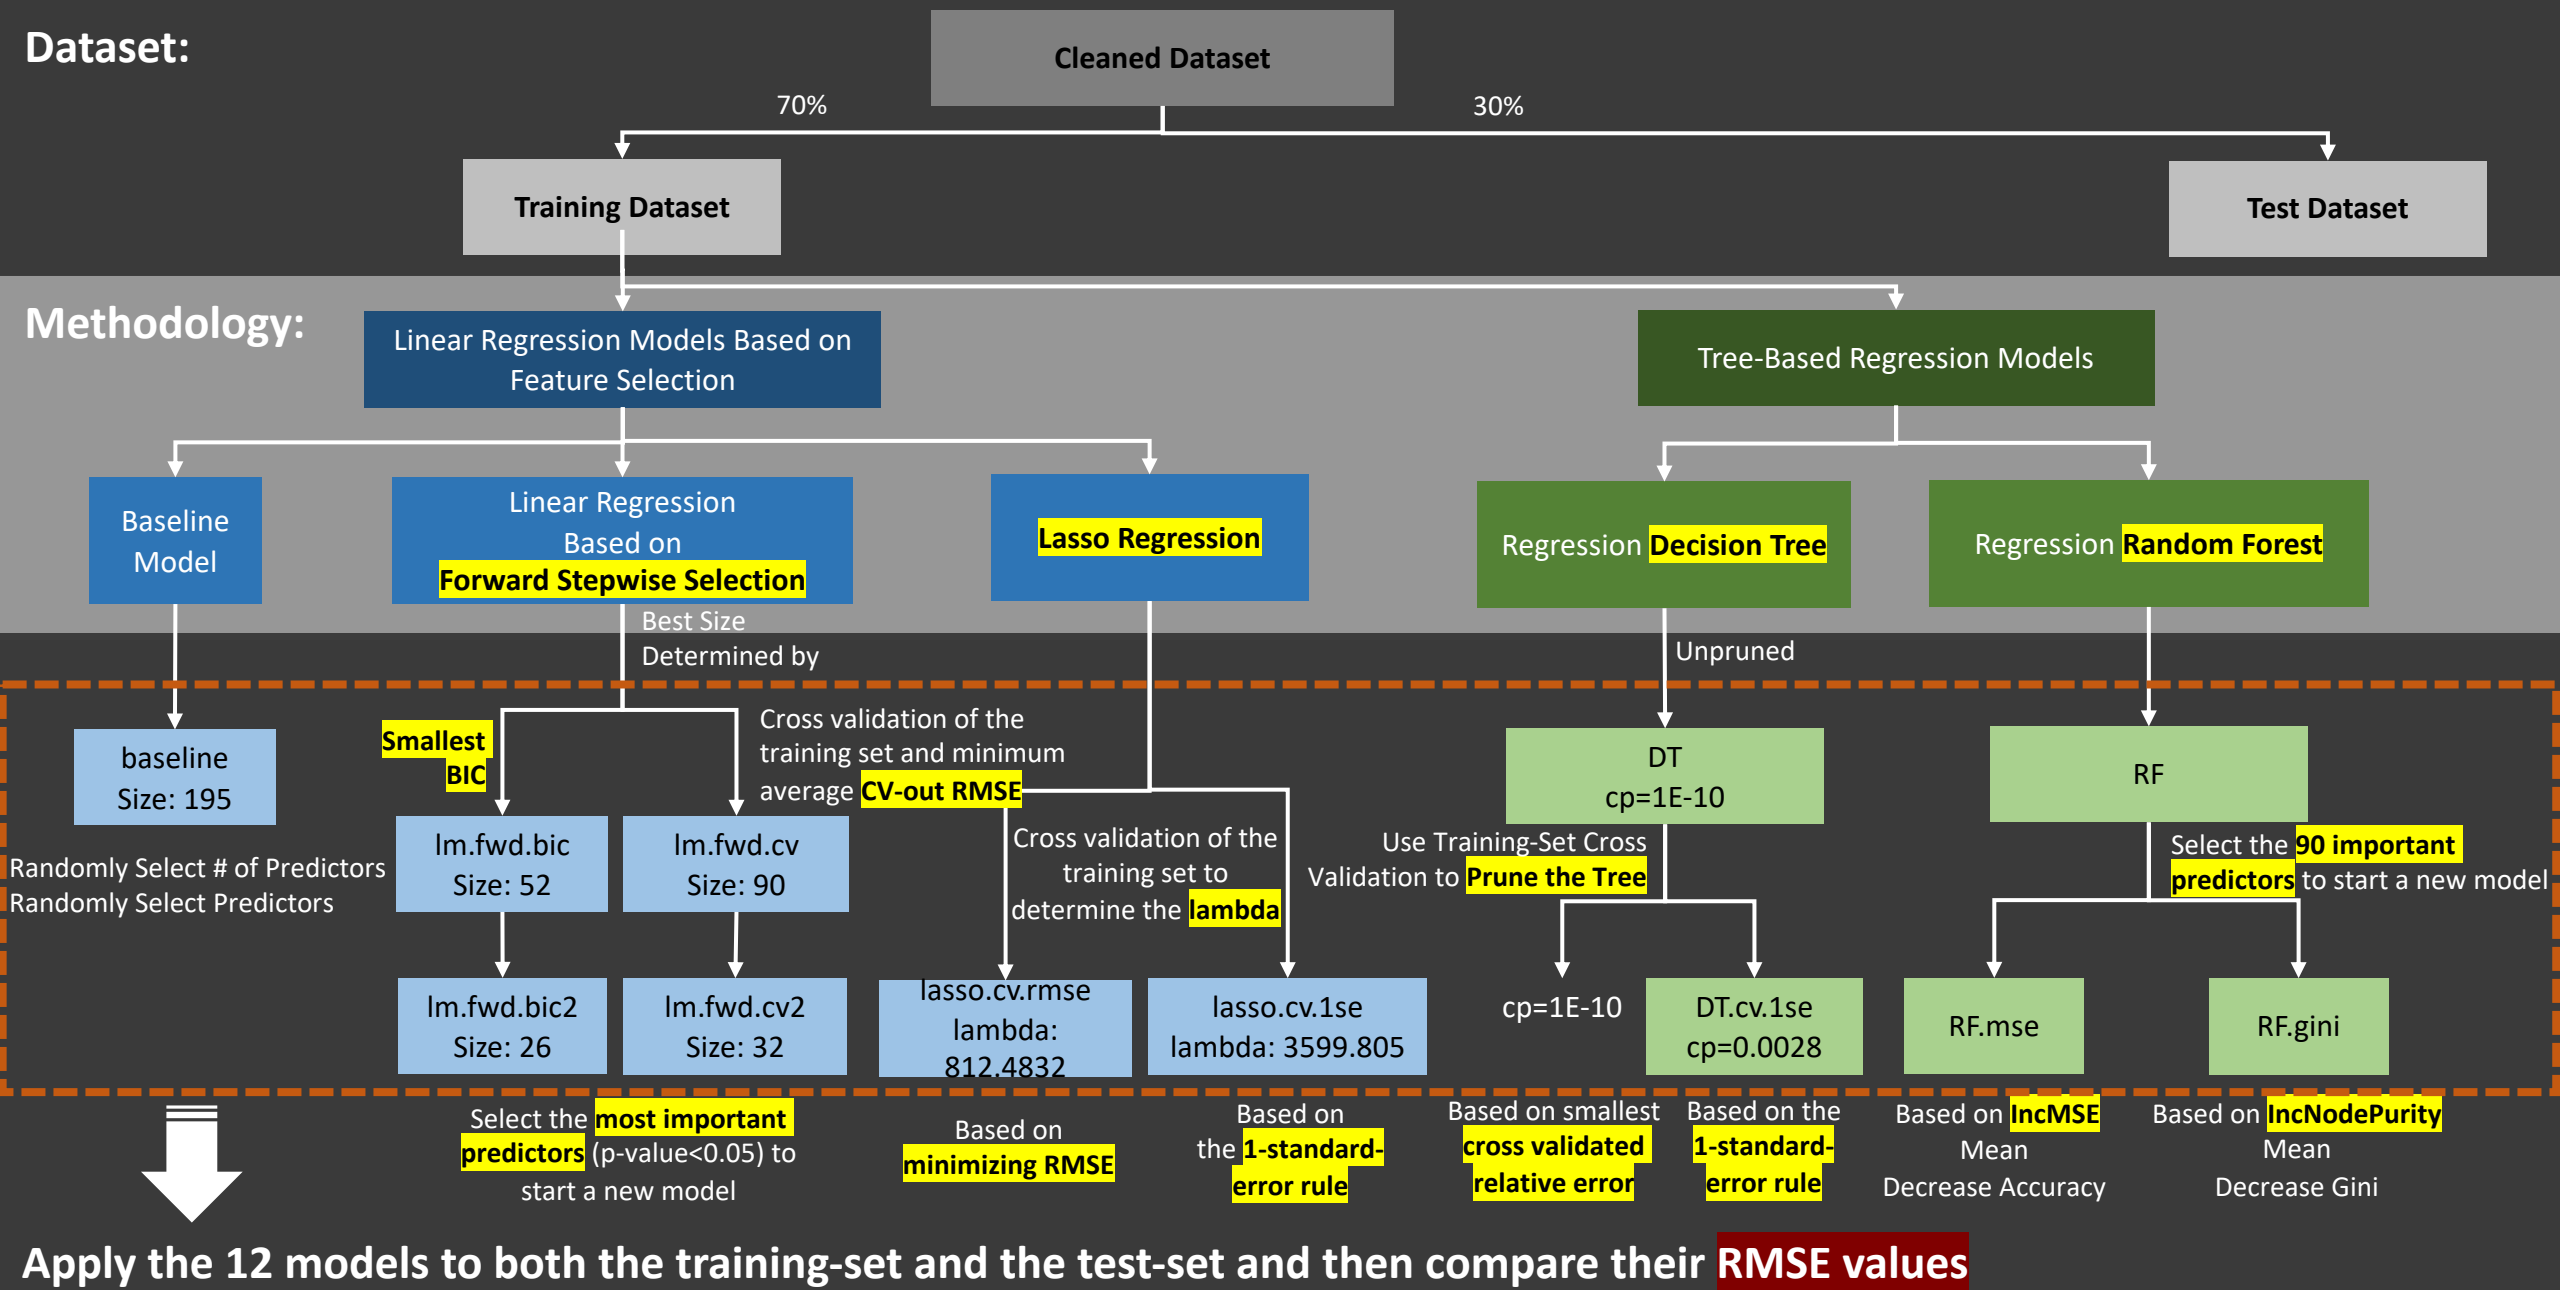 Dataset:
Cleaned Dataset
70%
30%
Training Dataset
Test Dataset
Methodology:
Linear Regression Models Based on
Feature Selection
Tree-Based Regression Models
Baseline
Model
Linear Regression
Based on
Forward Stepwise Selection
Lasso Regression
Regression Decision Tree
Regression Random Forest
Best Size
Determined by
Unpruned
baseline
Size: 195
Randomly Select # of Predictors
Randomly Select Predictors
Smallest
BIC
Cross validation of the
training set and minimum
average CV-out RMSE
lm.fwd.bic
Size: 52
lm.fwd.cv
Size: 90
Cross validation of the
training set to
determine the lambda
DT
cp=1E-10
Use Training-Set Cross
Validation to Prune the Tree
RF
Select the 90 important
predictors to start a new model
lm.fwd.bic2
Size: 26
lm.fwd.cv2
Size: 32
lasso.cv.rmse
lambda:
812.4832
lasso.cv.1se
lambda: 3599.805
cp=1E-10
DT.cv.1se
cp=0.0028
RF.mse
RF.gini
Select the most important
predictors (p-value<0.05) to
start a new model
Based on
minimizing RMSE
Based on
the 1-standard-
error rule
Based on smallest
cross validated
relative error
Based on the
1-standard-
error rule
Based on IncMSE
Mean
Decrease Accuracy
Based on IncNodePurity
Mean
Decrease Gini
Apply the 12 models to both the training-set and the test-set and then compare their RMSE values